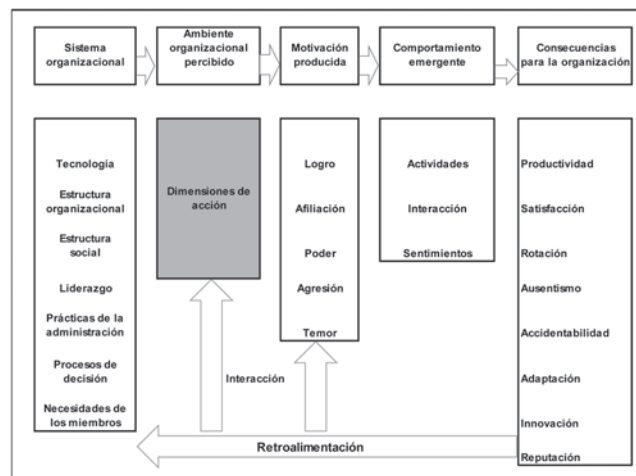 Sistema
organizacional
Ambiente
organizacional
percibido
Motivación
producida
Comportamiento
emergente
Consecuencias
para la organización
Tecnología
Estructura
organizacional
Estructura
social
Liderazgo
Prácticas de la
administración
Procesos de
decisión
Necesidades de
los miembros
Dimensiones de
acción
Logro
Afiliación
Poder
Agresión
Temor
Actividades
Interacción
Sentimientos
Productividad
Satisfacción
Rotación
Ausentismo
Accidentabilidad
Adaptación
Innovación
Reputación
Interacción
Retroalimentación